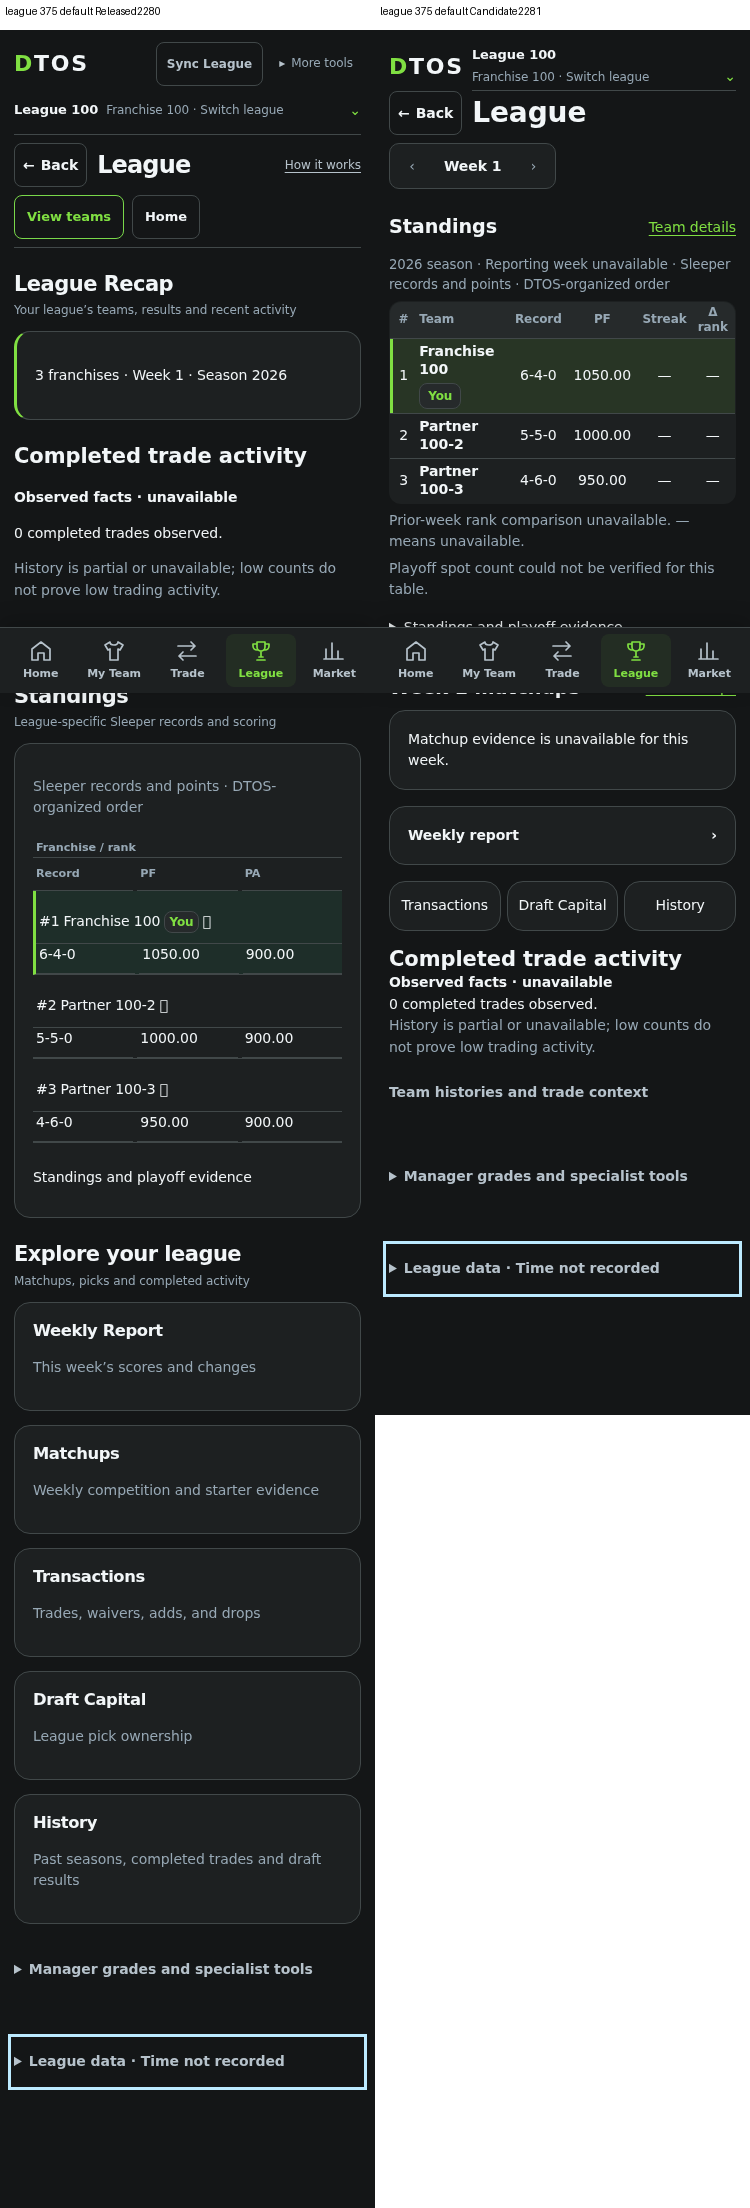 league 375 default Released2280
DTOS
Sync League
▸ More tools
League 100 Franchise 100 · Switch league
← Back
League
How it works
View teams
Home
League Recap
Your league’s teams, results and recent activity
3 franchises · Week 1 · Season 2026
Completed trade activity
Observed facts · unavailable
0 completed trades observed.
History is partial or unavailable; low counts do
not prove low trading activity.
Home
My Team
Trade
League
Market
Standings
League-specific Sleeper records and scoring
Sleeper records and points · DTOS-
organized order
Franchise / rank
Record PF PA
#1 Franchise 100 You
6-4-0 1050.00 900.00
#2 Partner 100-2
5-5-0 1000.00 900.00
#3 Partner 100-3
4-6-0 950.00 900.00
Standings and playoff evidence
Explore your league
Matchups, picks and completed activity
Weekly Report
This week’s scores and changes
Matchups
Weekly competition and starter evidence
Transactions
Trades, waivers, adds, and drops
Draft Capital
League pick ownership
History
Past seasons, completed trades and draft
results
▶ Manager grades and specialist tools
▶ League data · Time not recorded
league 375 default Candidate2281
DTOS
League 100
Franchise 100 · Switch league
← Back
League
‹ Week 1 ›
Standings
Team details
2026 season · Reporting week unavailable · Sleeper
records and points · DTOS-organized order
# Team Record PF Streak Δ
rank
1 Franchise
100
You
6-4-0 1050.00 — —
2 Partner
100-2
5-5-0 1000.00 — —
3 Partner
100-3
4-6-0 950.00 — —
Prior-week rank comparison unavailable. —
means unavailable.
Playoff spot count could not be verified for this
table.
▶ Standings and playoff evidence
Home
My Team
Trade
League
Market
Week 1 matchups
Matchup evidence is unavailable for this
week.
Weekly report ›
Transactions
Draft Capital
History
Completed trade activity
Observed facts · unavailable
0 completed trades observed.
History is partial or unavailable; low counts do
not prove low trading activity.
Team histories and trade context
▶ Manager grades and specialist tools
▶ League data · Time not recorded